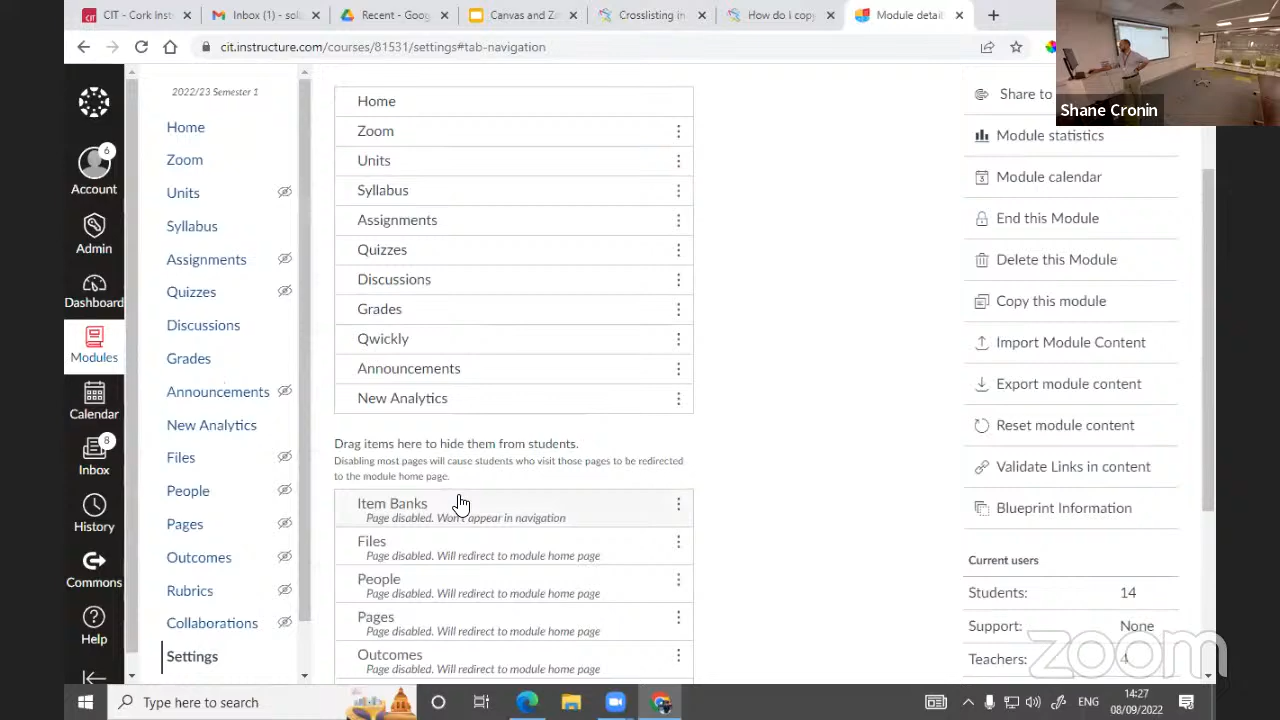 CIT - Cork Inst
Inbox (1) - sol
Recent - Goog
Canvas and Zo
Crosslisting in
How do I copy
Module detai
cit.instructure.com/courses/81531/settings#tab-navigation
Shane Cronin
6
Account
Admin
Dashboard
Modules
Calendar
8
Inbox
History
Commons
Help
2022/23 Semester 1
Home
Zoom
Units
Syllabus
Assignments
Quizzes
Discussions
Grades
Announcements
New Analytics
Files
People
Pages
Outcomes
Rubrics
Collaborations
Settings
Home
Zoom
Units
Syllabus
Assignments
Quizzes
Discussions
Grades
Qwickly
Announcements
New Analytics
Drag items here to hide them from students.
Disabling most pages will cause students who visit those pages to be redirected
to the module home page.
Item Banks
Page disabled. Won't appear in navigation
Files
Page disabled. Will redirect to module home page
People
Page disabled. Will redirect to module home page
Pages
Page disabled. Will redirect to module home page
Outcomes
Page disabled. Will redirect to module home page
Share to
Module statistics
Module calendar
End this Module
Delete this Module
Copy this module
Import Module Content
Export module content
Reset module content
Validate Links in content
Blueprint Information
Current users
Students: 14
Support: None
Teachers: 4
zoom
Type here to search
ENG
14:27
08/09/2022